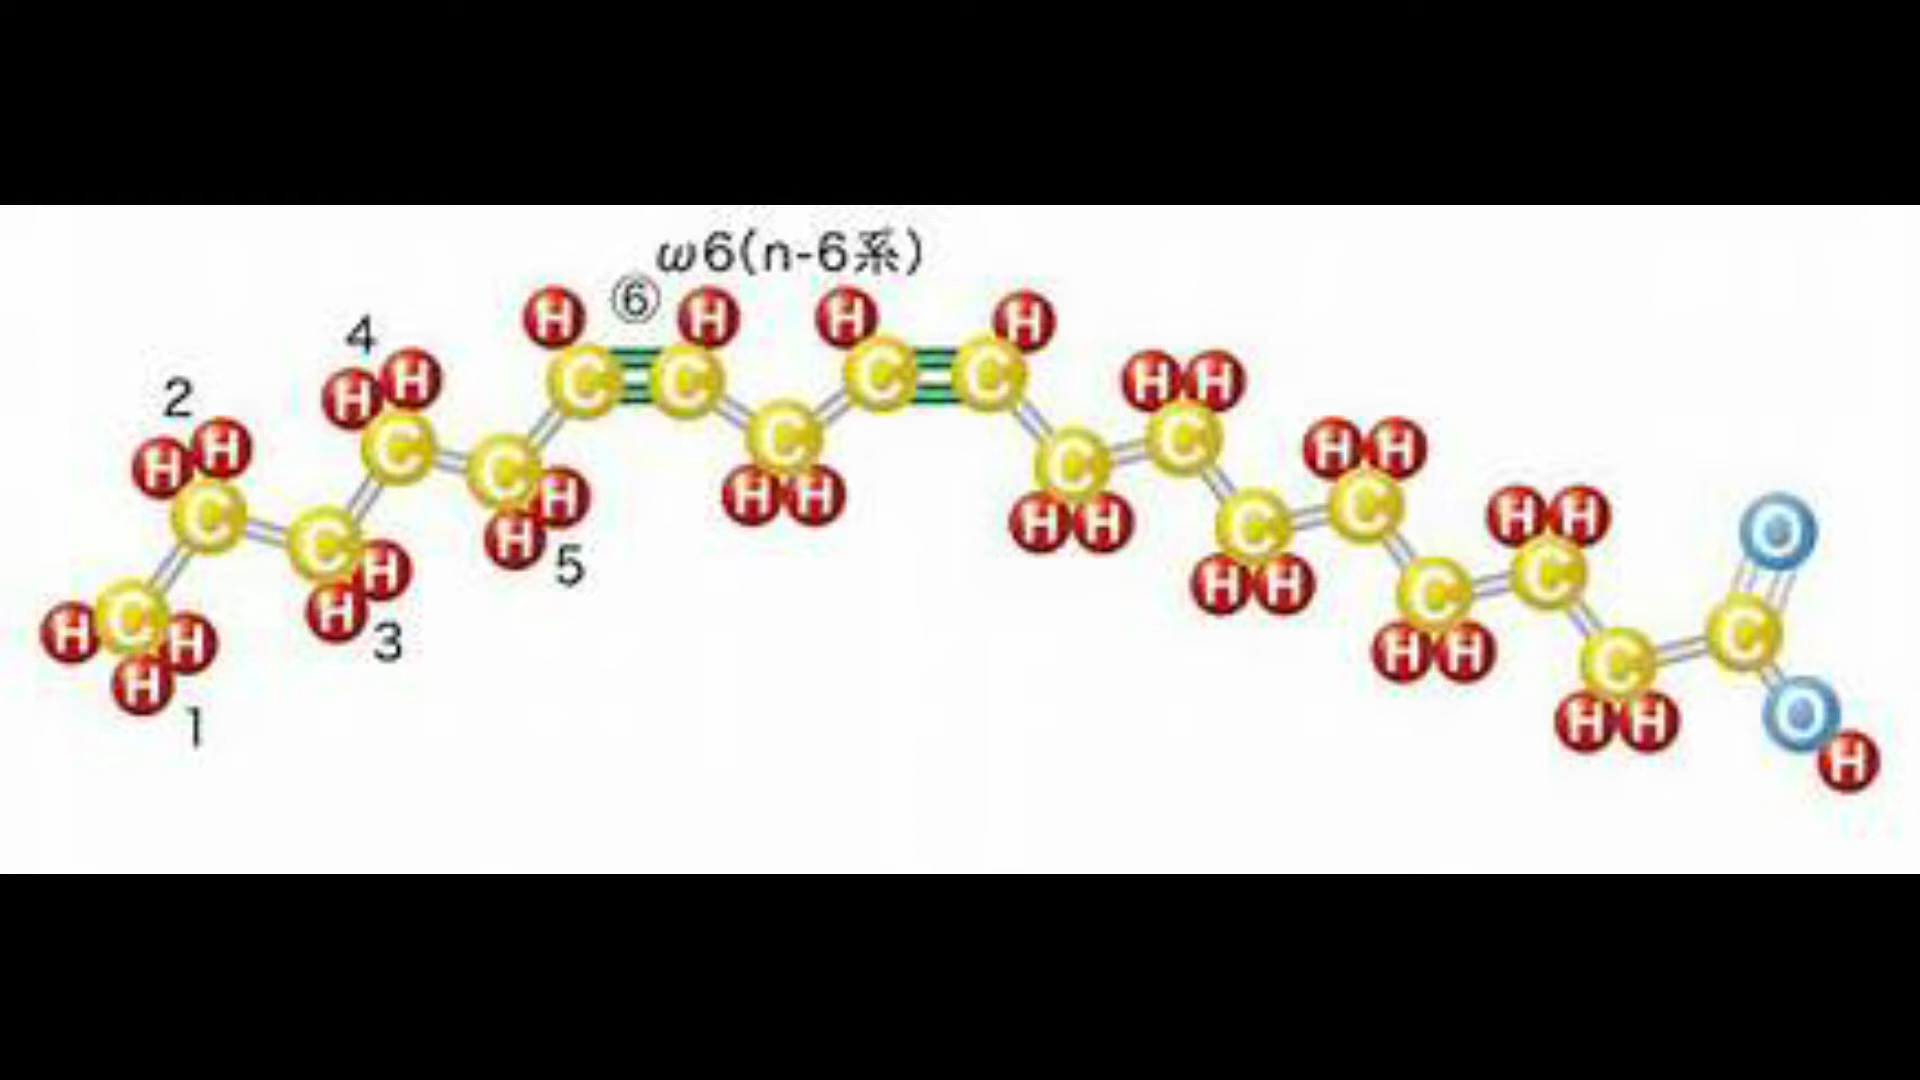 ω6(n-6系)
H ⑥ H H H
4
H H C C C C H H
2
H H C C C C C H H
C H H H H H C H H O
C H C
H 5 H H C C
H C H H C
3 H H C
H H H O
1
H